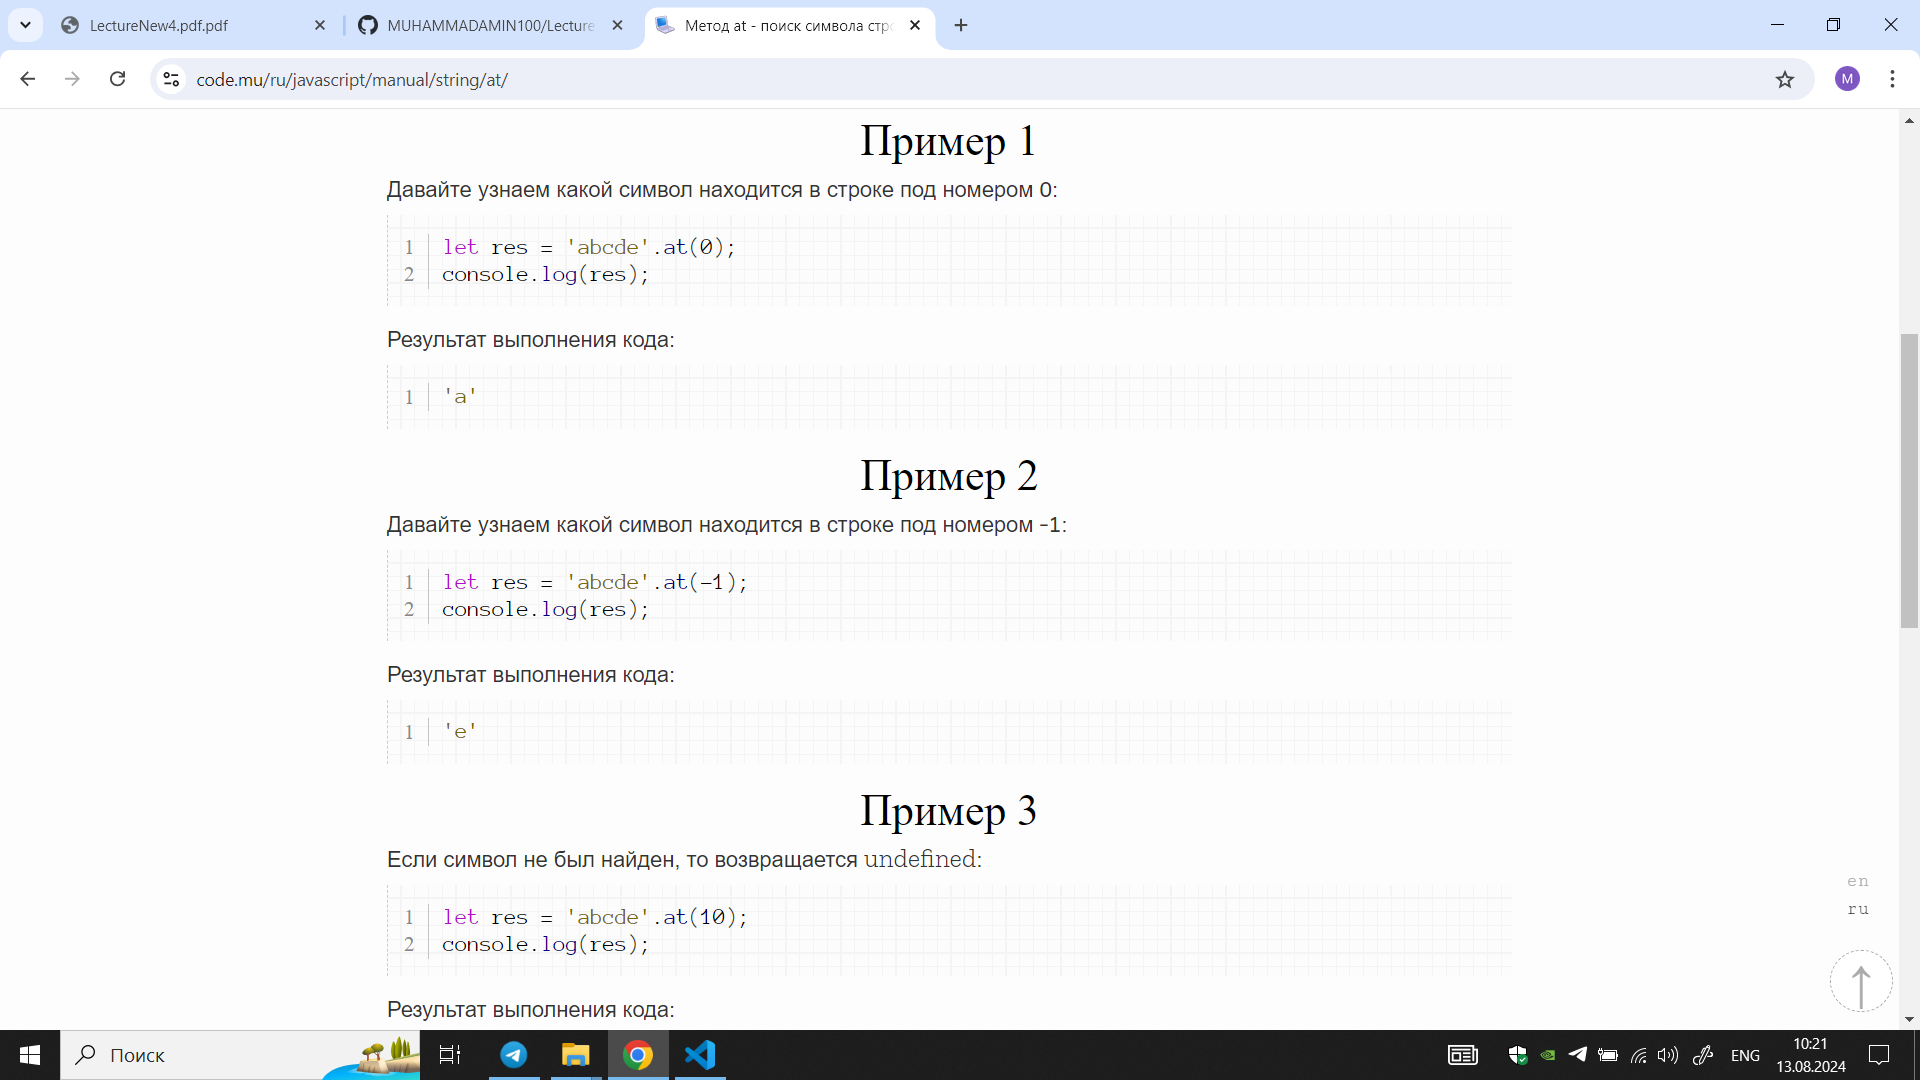 LectureNew4.pdf.pdf
MUHAMMADAMIN100/Lecture
Метод at - поиск символа стро
code.mu/ru/javascript/manual/string/at/
M
Пример 1
Давайте узнаем какой символ находится в строке под номером 0:
1 let res = 'abcde'.at(0);
2 console.log(res);
Результат выполнения кода:
1 'a'
Пример 2
Давайте узнаем какой символ находится в строке под номером -1:
1 let res = 'abcde'.at(-1);
2 console.log(res);
Результат выполнения кода:
1 'e'
Пример 3
Если символ не был найден, то возвращается undefined:
1 let res = 'abcde'.at(10);
2 console.log(res);
Результат выполнения кода:
en
ru
Поиск
ENG
10:21
13.08.2024